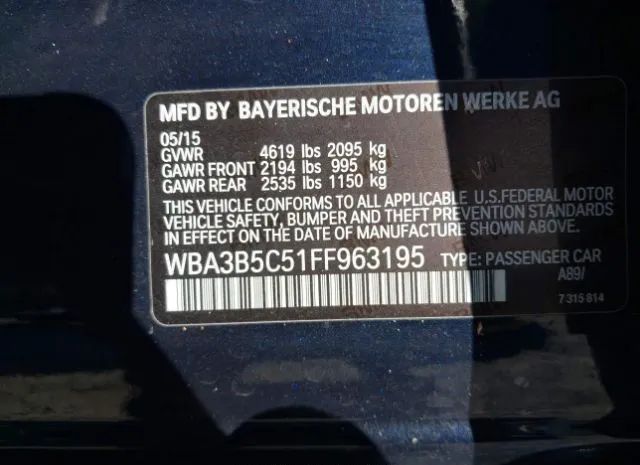 MFD BY BAYERISCHE MOTOREN WERKE AG
05/15
GVWR 4619 lbs 2095 kg
GAWR FRONT 2194 lbs 995 kg
GAWR REAR 2535 lbs 1150 kg
THIS VEHICLE CONFORMS TO ALL APPLICABLE U.S.FEDERAL MOTOR
VEHICLE SAFETY, BUMPER AND THEFT PREVENTION STANDARDS
IN EFFECT ON THE DATE OF MANUFACTURE SHOWN ABOVE.
WBA3B5C51FF963195 TYPE: PASSENGER CAR
A89/
7 315 814